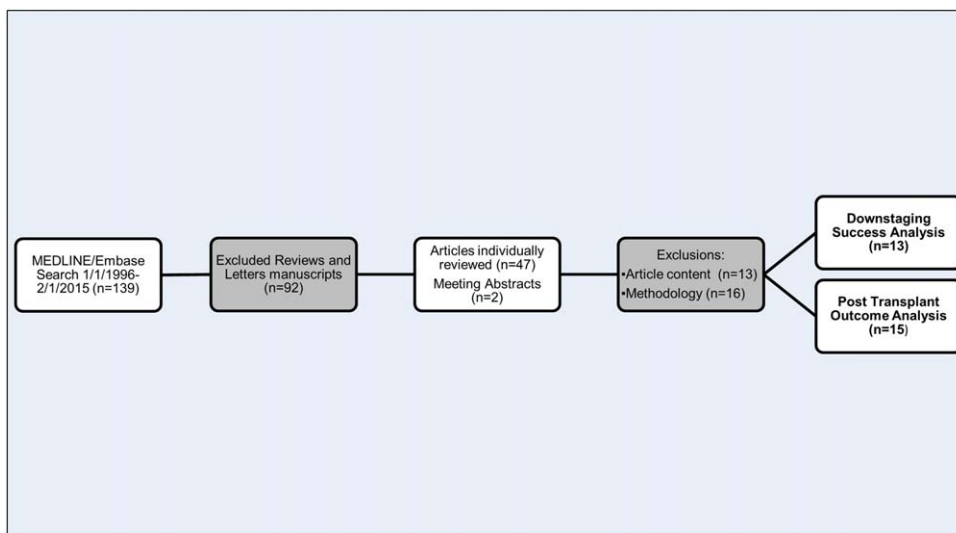 MEDLINE/Embase
Search 1/1/1996-
2/1/2015 (n=139)
Excluded Reviews and
Letters manuscripts
(n=92)
Articles individually
reviewed (n=47)
Meeting Abstracts
(n=2)
Exclusions:
•Article content (n=13)
•Methodology (n=16)
Downstaging
Success Analysis
(n=13)
Post Transplant
Outcome Analysis
(n=15)